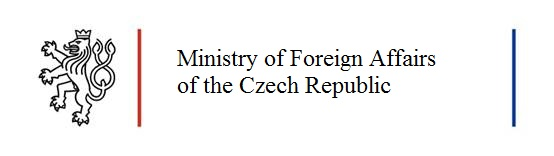 Ministry of Foreign Affairs
of the Czech Republic